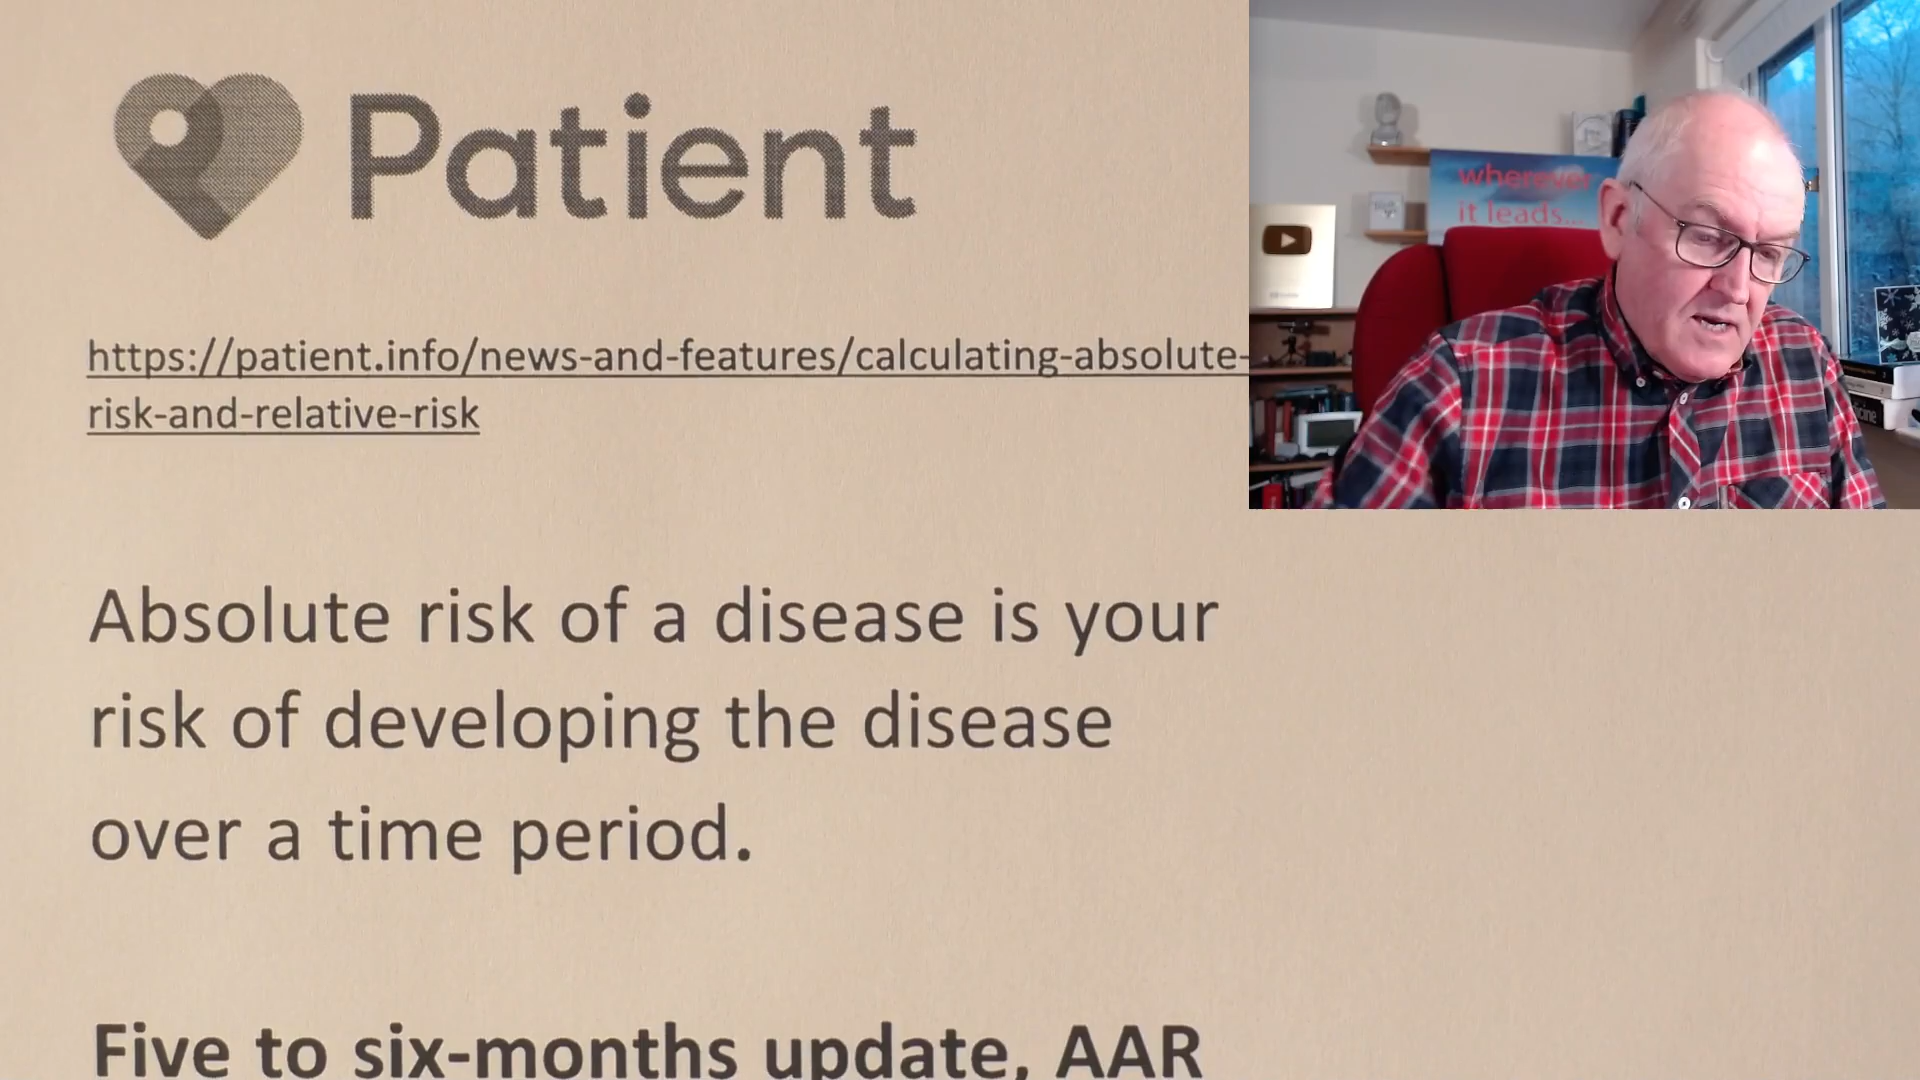 Patient
https://patient.info/news-and-features/calculating-absolute-
risk-and-relative-risk
Absolute risk of a disease is your
risk of developing the disease
over a time period.
Five to six-months update, AAR
wherever
it leads...